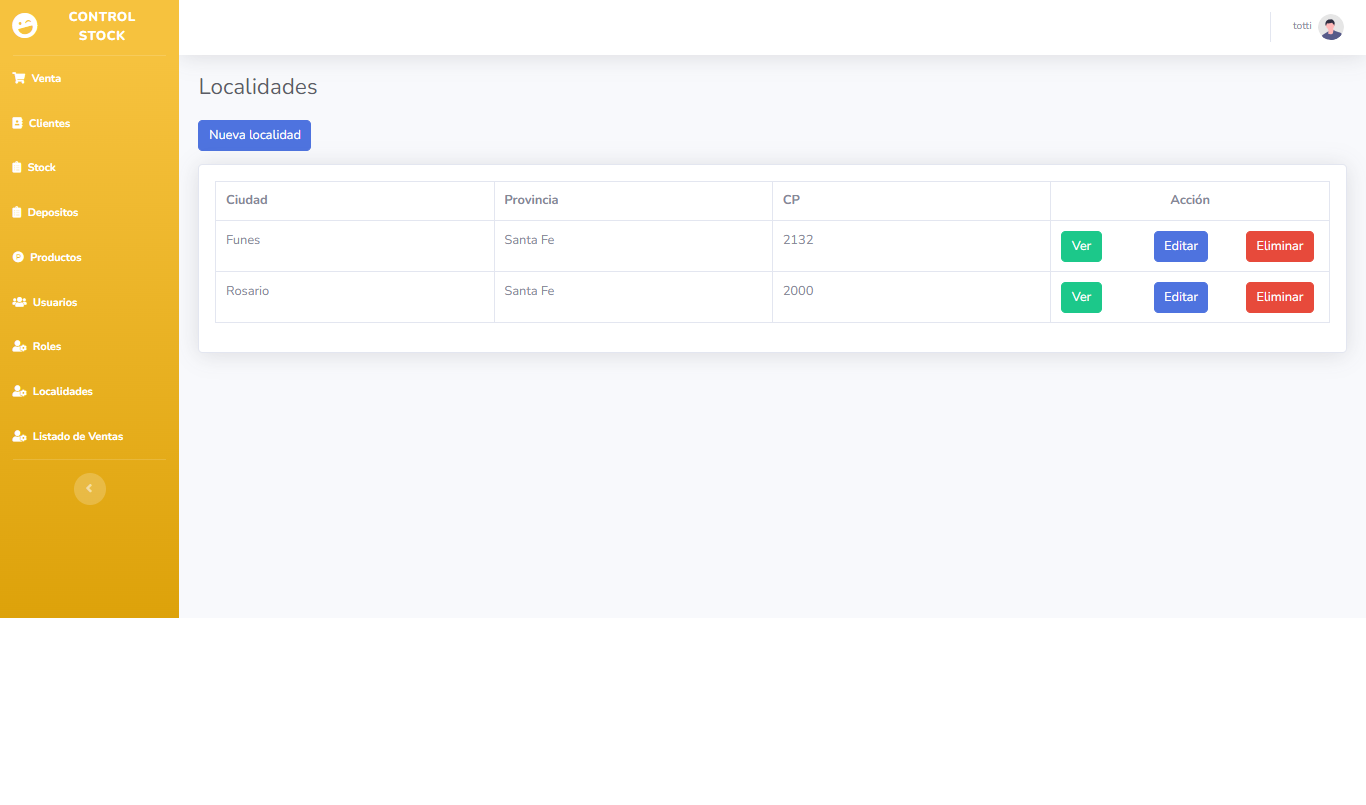 CONTROL
STOCK
totti
Venta
Clientes
Stock
Depositos
Productos
Usuarios
Roles
Localidades
Listado de Ventas
Localidades
Nueva localidad
Ciudad Provincia CP Acción
Funes Santa Fe 2132 Ver Editar Eliminar
Rosario Santa Fe 2000 Ver Editar Eliminar